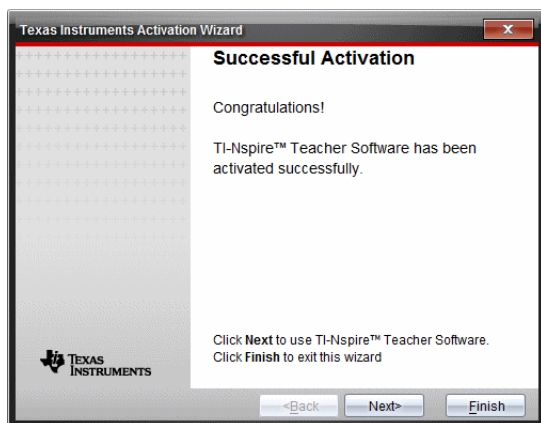 Texas Instruments Activation Wizard
x
Successful Activation
Congratulations!
TI-Nspire™ Teacher Software has been
activated successfully.
Click Next to use TI-Nspire™ Teacher Software.
Click Finish to exit this wizard
TEXAS
INSTRUMENTS
<Back Next> Finish